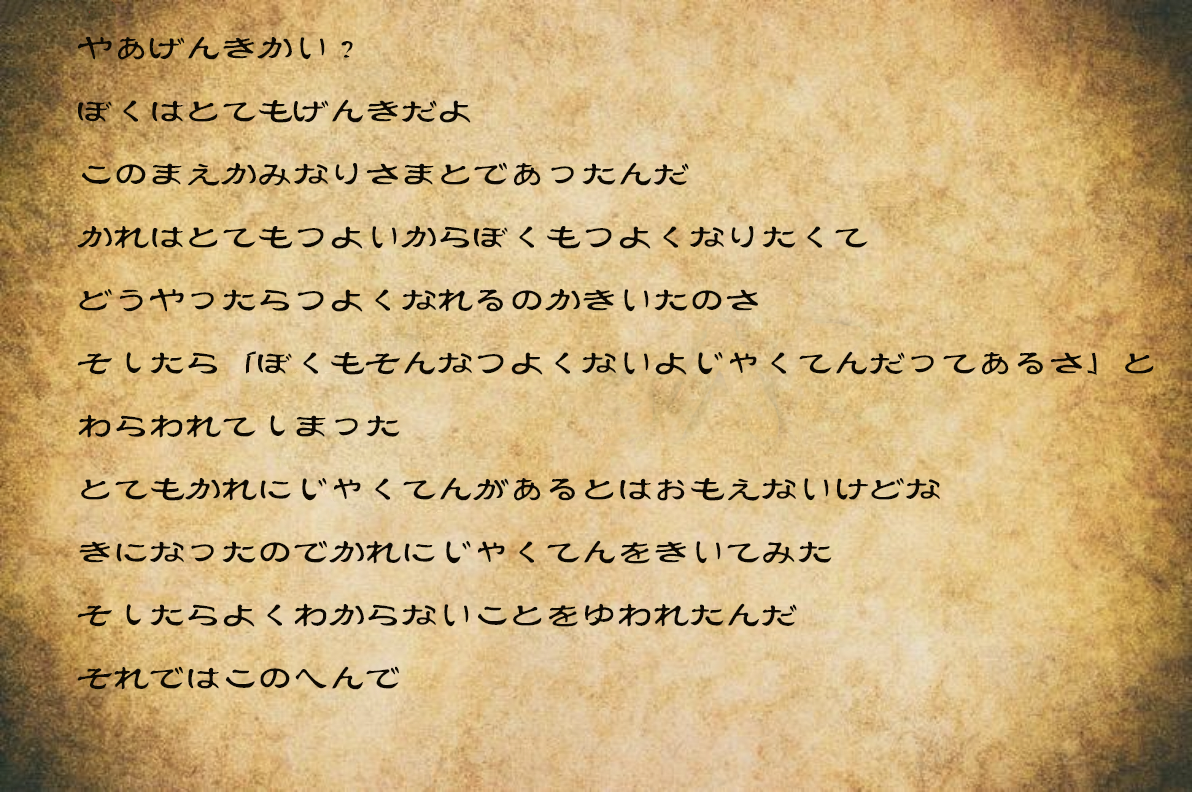 やあげんきかい？
ぼくはとてもげんきだよ
このまえかみなりさまとであったんだ
かれはとてもつよいからぼくもつよくなりたくて
どうやったらつよくなれるのかきいたのさ
そしたら「ぼくもそんなつよくないよじゃくてんだってあるさ」と
わらわれてしまった
とてもかれにじゃくてんがあるとはおもえないけどな
きになったのでかれにじゃくてんをきいてみた
そしたらよくわからないことをゆわれたんだ
それではこのへんで